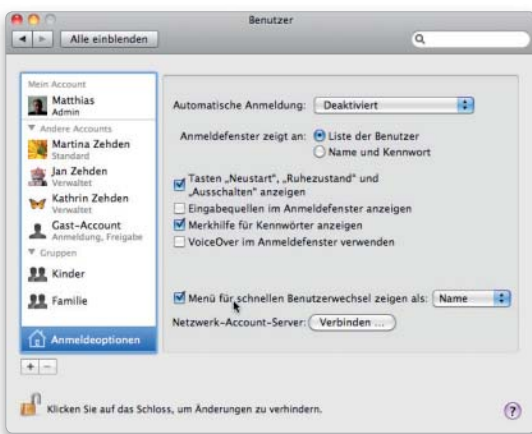 Benutzer
Alle einblenden
Mein Account
Matthias
Admin
Andere Accounts
Martina Zehden
Standard
Jan Zehden
Verwaltet
Kathrin Zehden
Verwaltet
Gast-Account
Anmeldung, Freigabe
Gruppen
Kinder
Familie
Anmeldeoptionen
Automatische Anmeldung: Deaktiviert
Anmeldefenster zeigt an: Liste der Benutzer
Name und Kennwort
Tasten „Neustart“, „Ruhezustand“ und
„Ausschalten“ anzeigen
Eingabequellen im Anmeldefenster anzeigen
Merkhilfe für Kennwörter anzeigen
VoiceOver im Anmeldefenster verwenden
Menü für schnellen Benutzerwechsel zeigen als: Name
Netzwerk-Account-Server: Verbinden ...
+ −
Klicken Sie auf das Schloss, um Änderungen zu verhindern.
?